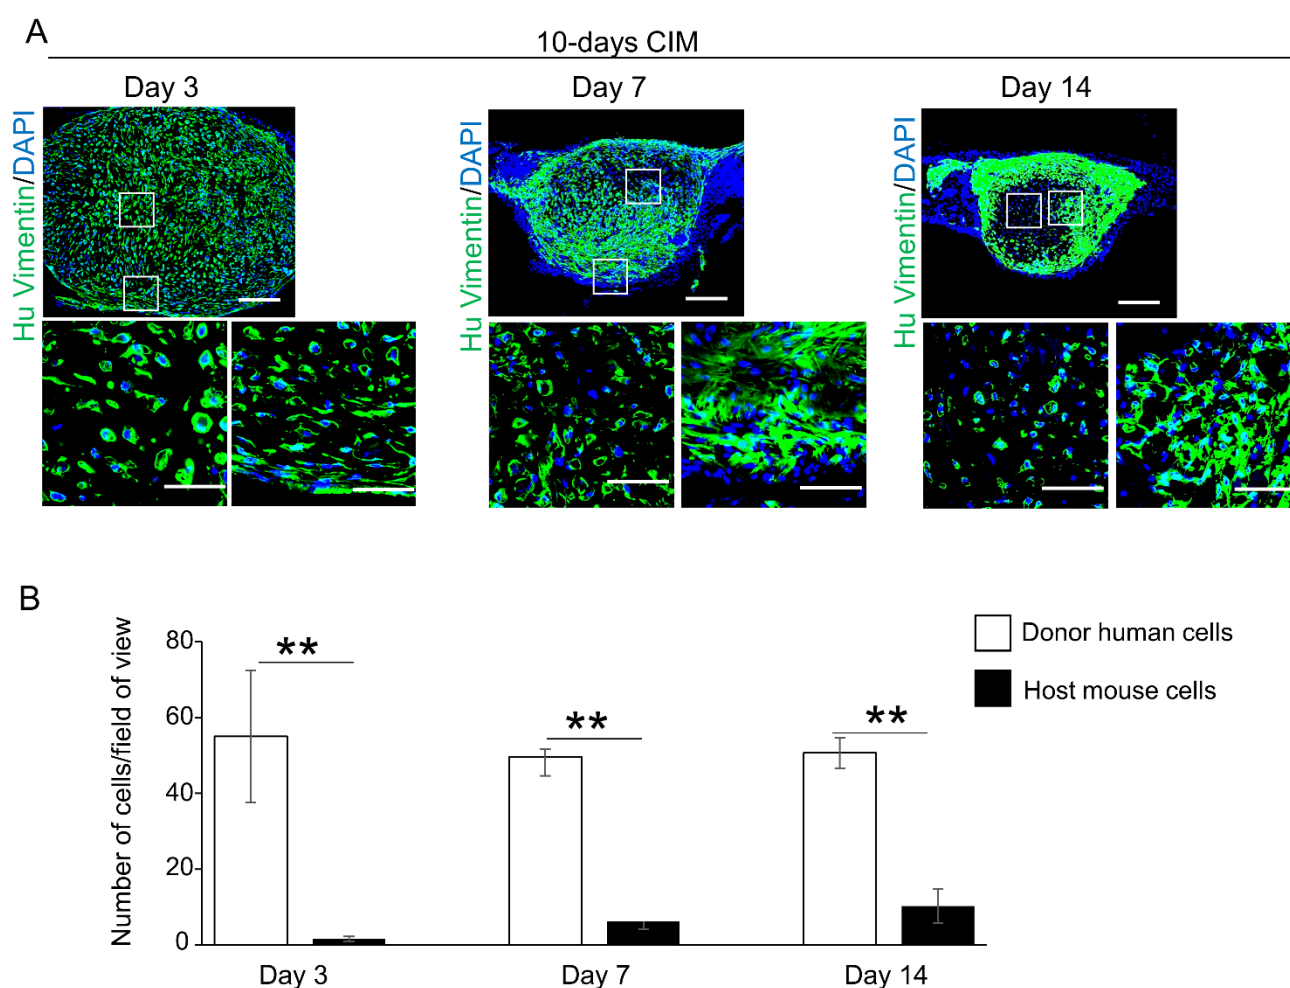 A
10-days CIM
Day 3
Day 7
Day 14
Hu Vimentin/DAPI
Hu Vimentin/DAPI
Hu Vimentin/DAPI
B
Number of cells/field of view
80
60
40
20
0
**
**
**
Donor human cells
Host mouse cells
Day 3
Day 7
Day 14